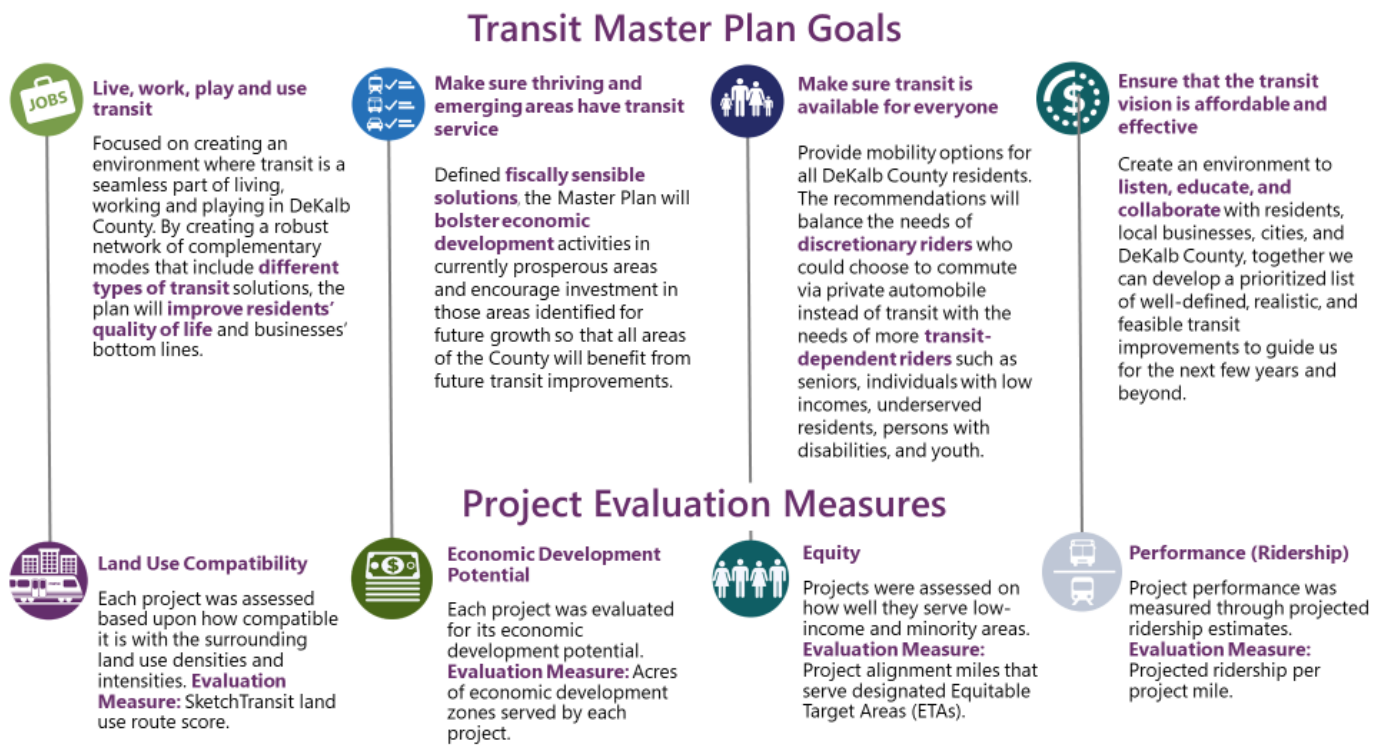 Transit Master Plan Goals
JOBS
Live, work, play and use
transit
Focused on creating an
environment where transit is a
seamless part of living,
working and playing in DeKalb
County. By creating a robust
network of complementary
modes that include different
types of transit solutions, the
plan will improve residents'
quality of life and businesses'
bottom lines.
Make sure thriving and
emerging areas have transit
service
Defined fiscally sensible
solutions, the Master Plan will
bolster economic
development activities in
currently prosperous areas
and encourage investment in
those areas identified for
future growth so that all areas
of the County will benefit from
future transit improvements.
Make sure transit is
available for everyone
Provide mobility options for
all DeKalb County residents.
The recommendations will
balance the needs of
discretionary riders who
could choose to commute
via private automobile
instead of transit with the
needs of more transit-
dependent riders such as
seniors, individuals with low
incomes, underserved
residents, persons with
disabilities, and youth.
$
Ensure that the transit
vision is affordable and
effective
Create an environment to
listen, educate, and
collaborate with residents,
local businesses, cities, and
DeKalb County, together we
can develop a prioritized list
of well-defined, realistic, and
feasible transit
improvements to guide us
for the next few years and
beyond.
Project Evaluation Measures
Land Use Compatibility
Each project was assessed
based upon how compatible
it is with the surrounding
land use densities and
intensities. Evaluation
Measure: SketchTransit land
use route score.
$
Economic Development
Potential
Each project was evaluated
for its economic
development potential.
Evaluation Measure: Acres
of economic development
zones served by each
project.
Equity
Projects were assessed on
how well they serve low-
income and minority areas.
Evaluation Measure:
Project alignment miles that
serve designated Equitable
Target Areas (ETAs).
Performance (Ridership)
Project performance was
measured through projected
ridership estimates.
Evaluation Measure:
Projected ridership per
project mile.